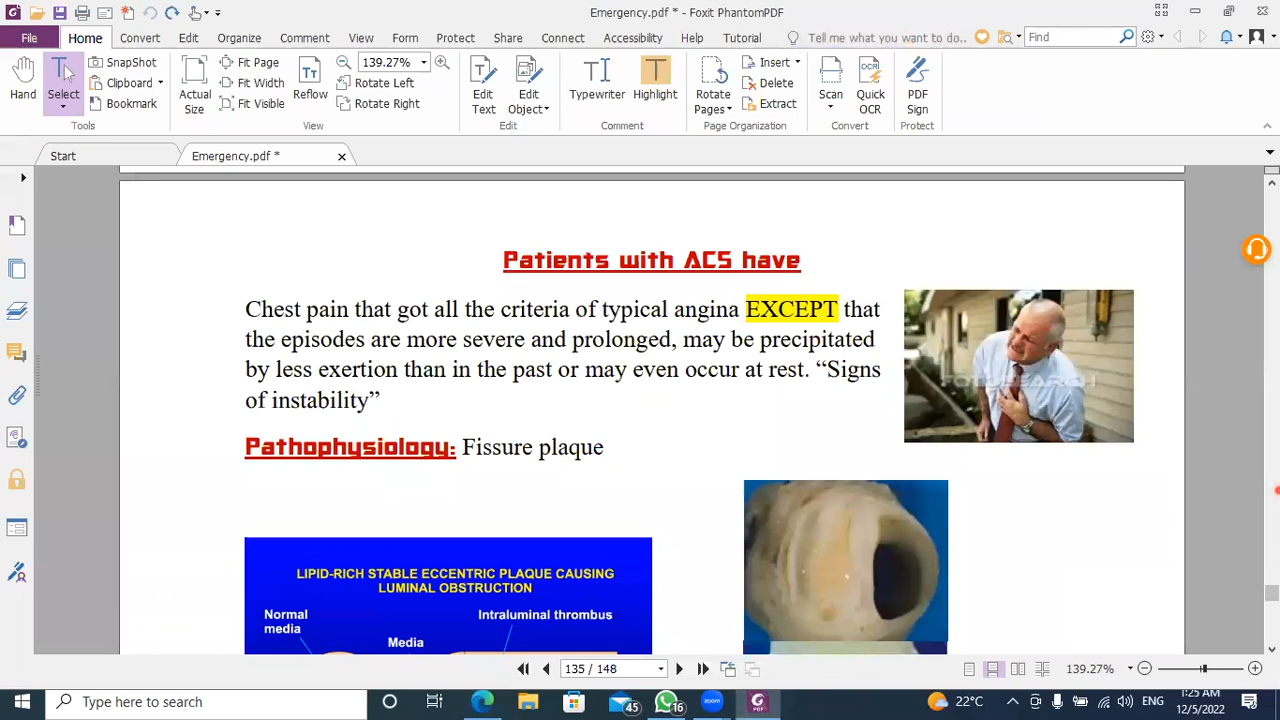 Emergency.pdf * - Foxit PhantomPDF
File Home Convert Edit Organize Comment View Form Protect Share Connect Accessibility Help Tutorial Tell me what you want to do.. Find
Hand
Select
SnapShot
Clipboard
Bookmark
Tools
Actual
Size
Fit Page
Fit Width
Fit Visible
Reflow
139.27%
Rotate Left
Rotate Right
View
Edit
Text
Edit
Object
Edit
Typewriter
Highlight
Comment
Rotate
Pages
Insert
Delete
Extract
Page Organization
Scan
Quick
OCR
Convert
PDF
Sign
Protect
Start
Emergency.pdf *
Patients with ACS have
Chest pain that got all the criteria of typical angina EXCEPT that
the episodes are more severe and prolonged, may be precipitated
by less exertion than in the past or may even occur at rest. “Signs
of instability”
FOTOSEARCH
Pathophysiology: Fissure plaque
LIPID-RICH STABLE ECCENTRIC PLAQUE CAUSING
LUMINAL OBSTRUCTION
Normal
media
Intraluminal thrombus
Media
135 / 148
139.27%
Type here to search
45
16
zoom
PDF
22°C
ENG
1:25 AM
12/5/2022